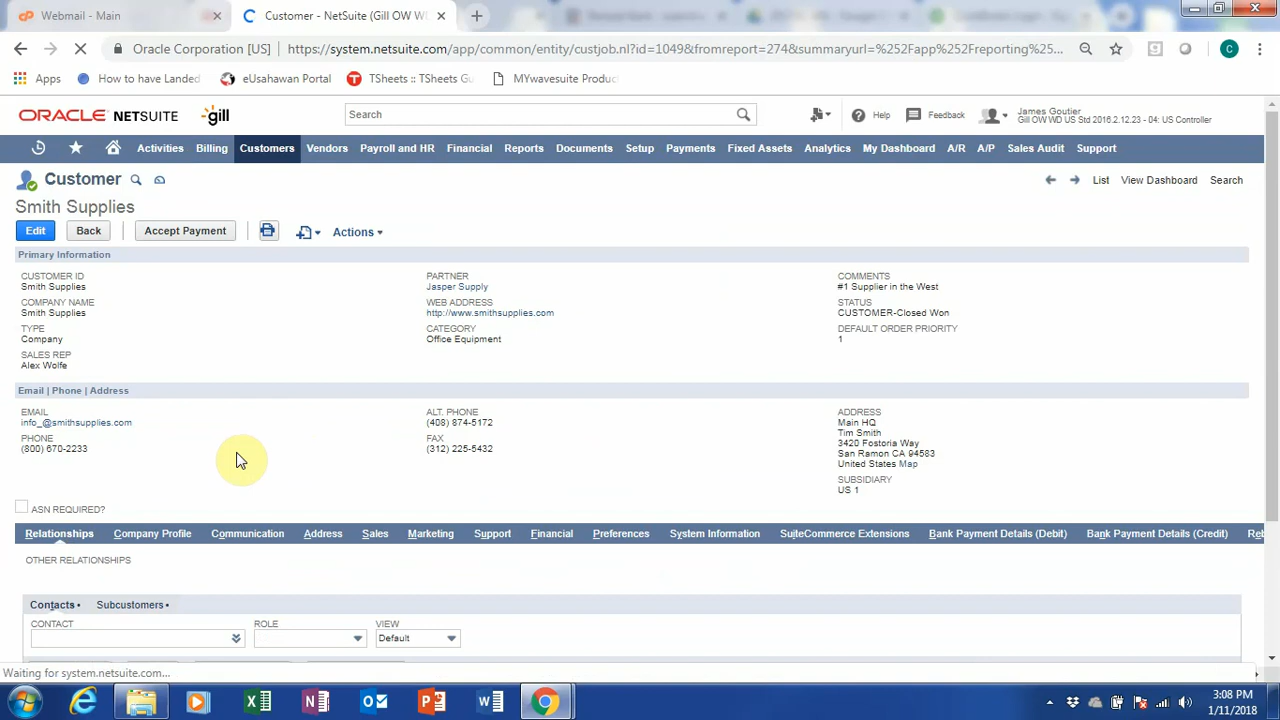 Webmail - Main
Customer - NetSuite (Gill OW WD
Oracle Corporation [US] https://system.netsuite.com/app/common/entity/custjob.nl?id=1049&fromreport=274&summaryurl=%252Fapp%252Freporting%...
Apps How to have Landed eUsahawan Portal TSheets :: TSheets Gu MYwavesuite Produc
ORACLE NETSUITE gill Search Help Feedback James Goutier
Gill OW WD US Std 2016.2.12.23 - 04: US Controller
Activities Billing Customers Vendors Payroll and HR Financial Reports Documents Setup Payments Fixed Assets Analytics My Dashboard A/R A/P Sales Audit Support
Customer List View Dashboard Search
Smith Supplies
Edit Back Accept Payment Actions
Primary Information
CUSTOMER ID
Smith Supplies
COMPANY NAME
Smith Supplies
TYPE
Company
SALES REP
Alex Wolfe
PARTNER
Jasper Supply
WEB ADDRESS
http://www.smithsupplies.com
CATEGORY
Office Equipment
COMMENTS
#1 Supplier in the West
STATUS
CUSTOMER-Closed Won
DEFAULT ORDER PRIORITY
1
Email | Phone | Address
EMAIL
info_@smithsupplies.com
PHONE
(800) 670-2233
ALT. PHONE
(408) 874-5172
FAX
(312) 225-5432
ADDRESS
Main HQ
Tim Smith
3420 Fostoria Way
San Ramon CA 94583
United States Map
SUBSIDIARY
US 1
ASN REQUIRED?
Relationships Company Profile Communication Address Sales Marketing Support Financial Preferences System Information SuiteCommerce Extensions Bank Payment Details (Debit) Bank Payment Details (Credit) Re
OTHER RELATIONSHIPS
Contacts • Subcustomers •
CONTACT ROLE VIEW
Default
Waiting for system.netsuite.com...
3:08 PM
1/11/2018